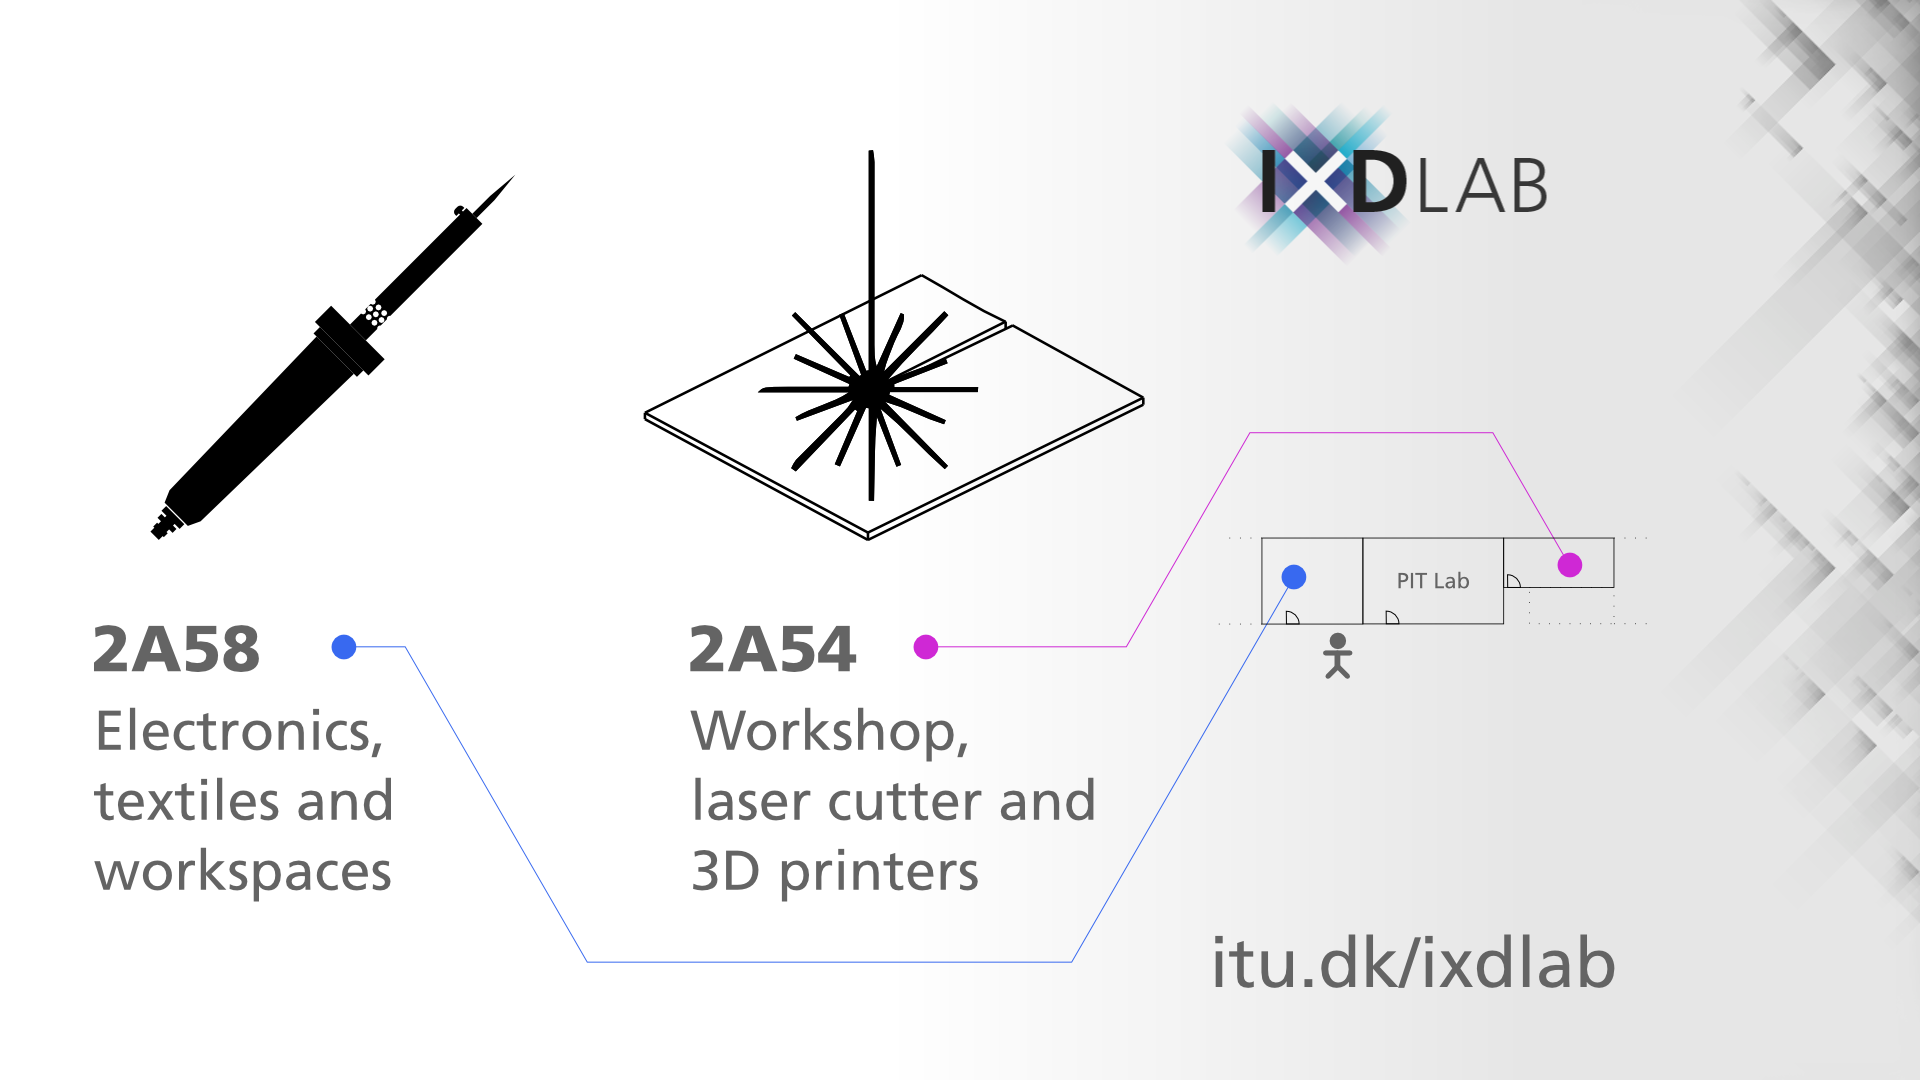 IXDLAB
PIT Lab
2A58
Electronics,
textiles and
workspaces
2A54
Workshop,
laser cutter and
3D printers
itu.dk/ixdlab